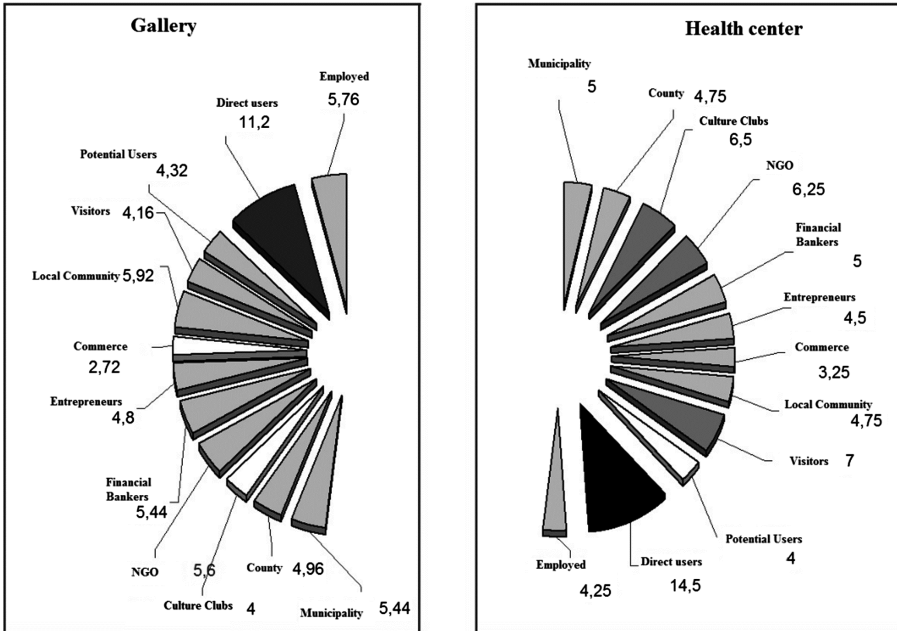 Gallery
Employed
5,76
Direct users
11,2
Potential Users
4,32
Visitors
4,16
Local Community
5,92
Commerce
2,72
Entrepreneurs
4,8
Financial
Bankers
5,44
NGO
5,6
Culture Clubs 4
County 4,96
Municipality 5,44
Health center
Municipality
5
County 4,75
Culture Clubs
6,5
NGO
6,25
Financial
Bankers
5
Entrepreneurs
4,5
Commerce
3,25
Local Community
4,75
Visitors 7
Potential Users
4
Direct users
14,5
Employed
4,25